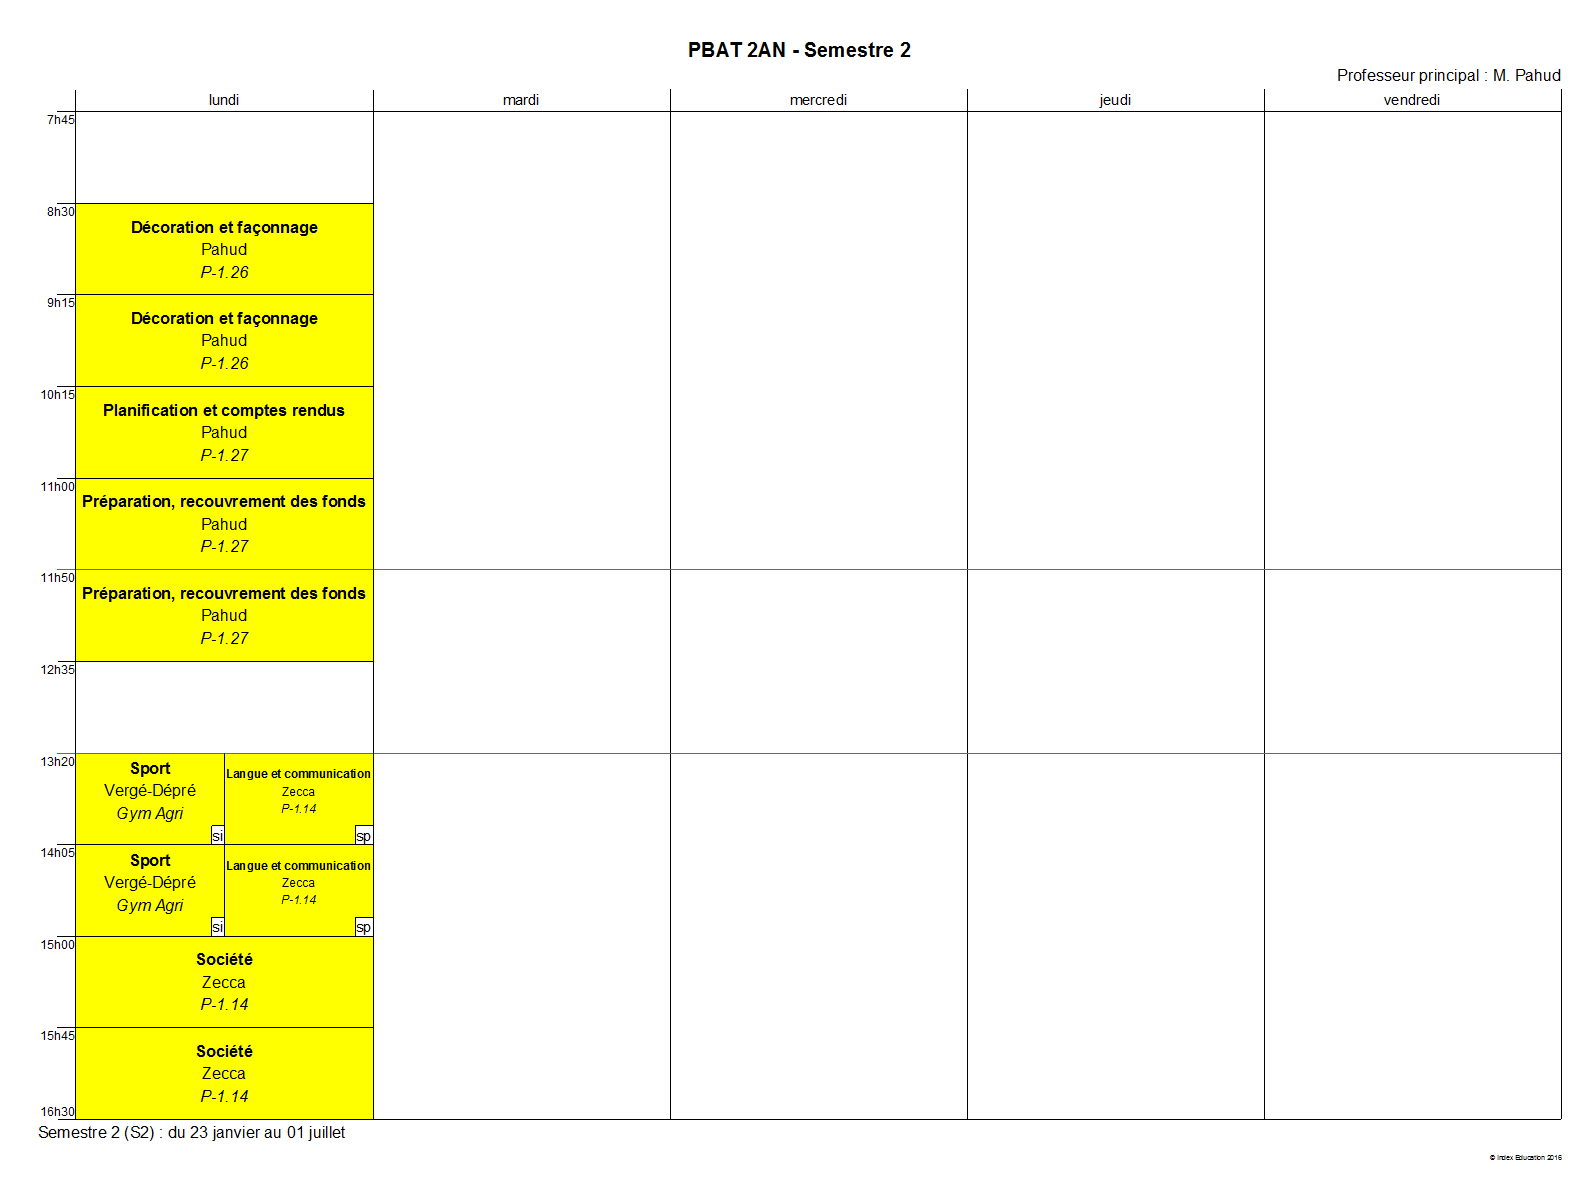 PBAT 2AN - Semestre 2
Professeur principal : M. Pahud
lundi mardi mercredi jeudi vendredi
7h45
8h30
Décoration et façonnage
Pahud
P-1.26
9h15
Décoration et façonnage
Pahud
P-1.26
10h15
Planification et comptes rendus
Pahud
P-1.27
11h00
Préparation, recouvrement des fonds
Pahud
P-1.27
11h50
Préparation, recouvrement des fonds
Pahud
P-1.27
12h35
13h20
Sport
Vergé-Dépré
Gym Agri
si
Langue et communication
Zecca
P-1.14
sp
14h05
Sport
Vergé-Dépré
Gym Agri
si
Langue et communication
Zecca
P-1.14
sp
15h00
Société
Zecca
P-1.14
15h45
Société
Zecca
P-1.14
16h30
Semestre 2 (S2) : du 23 janvier au 01 juillet
© Index Education 2016